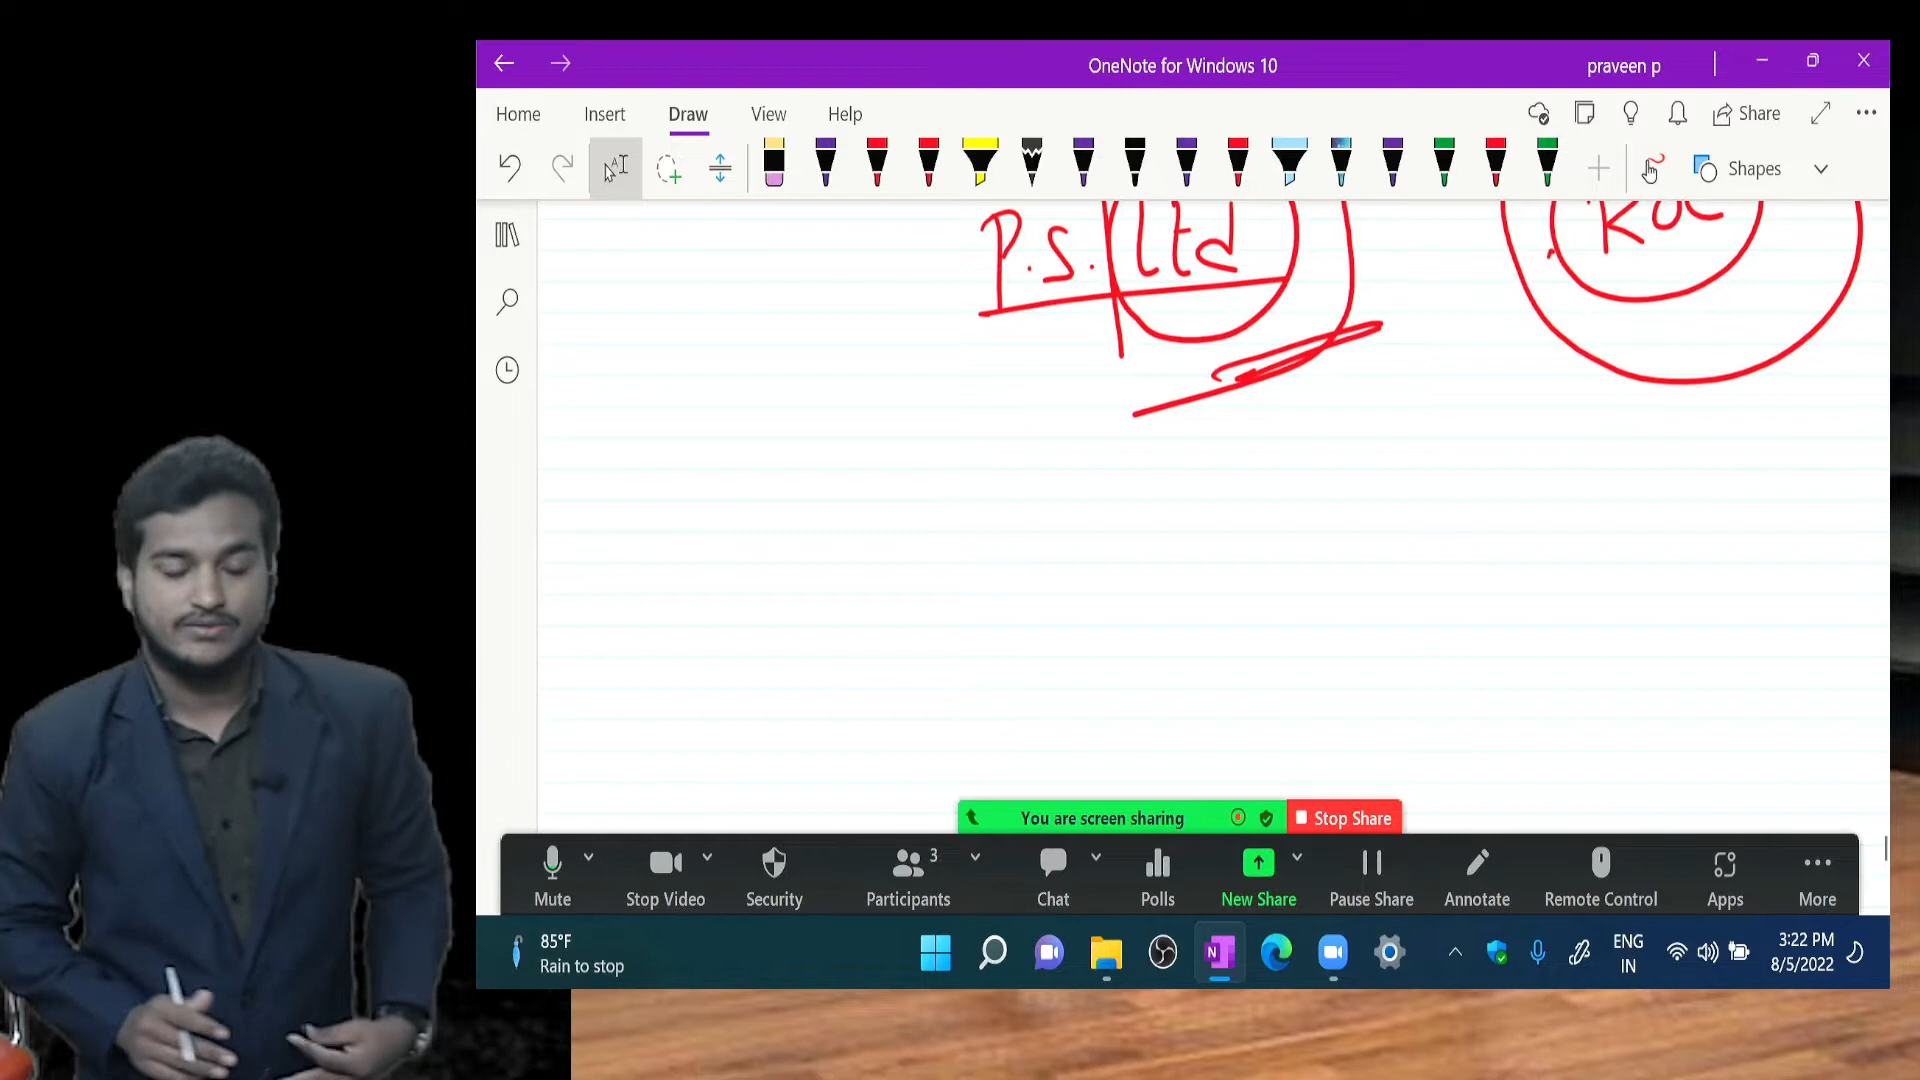 OneNote for Windows 10
praveen p
Home Insert Draw View Help
Share
Shapes
P.S. Ltd
ROC
You are screen sharing
Stop Share
3
Mute Stop Video Security Participants Chat Polls New Share Pause Share Annotate Remote Control Apps More
85°F
Rain to stop
ENG
IN
3:22 PM
8/5/2022